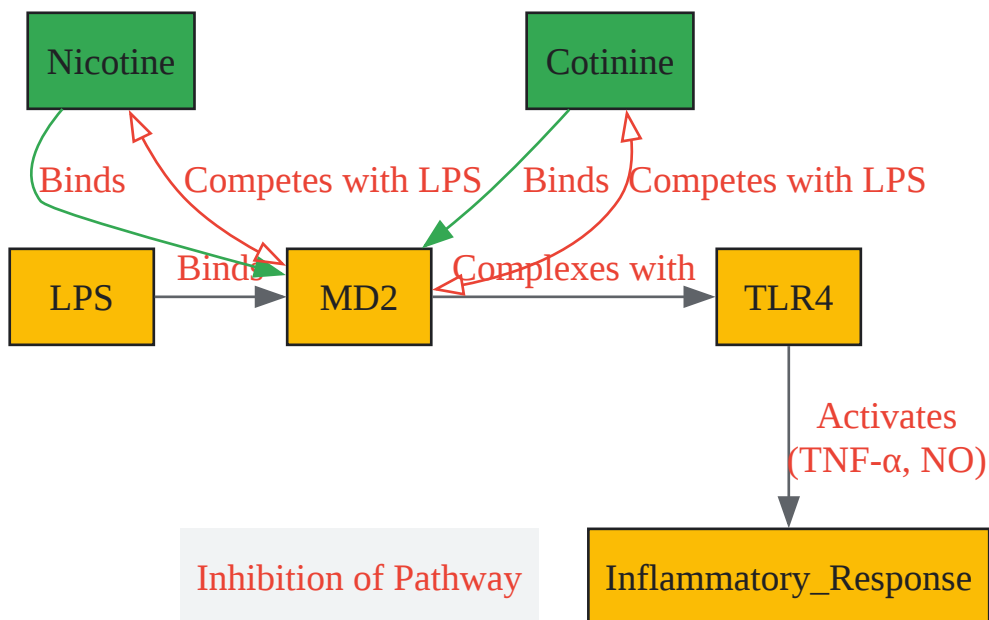 Nicotine
Cotinine
Binds
Competes with LPS
Binds
Competes with LPS
Binds
Complexes with
LPS
MD2
TLR4
Activates
(TNF-α, NO)
Inhibition of Pathway
Inflammatory_Response